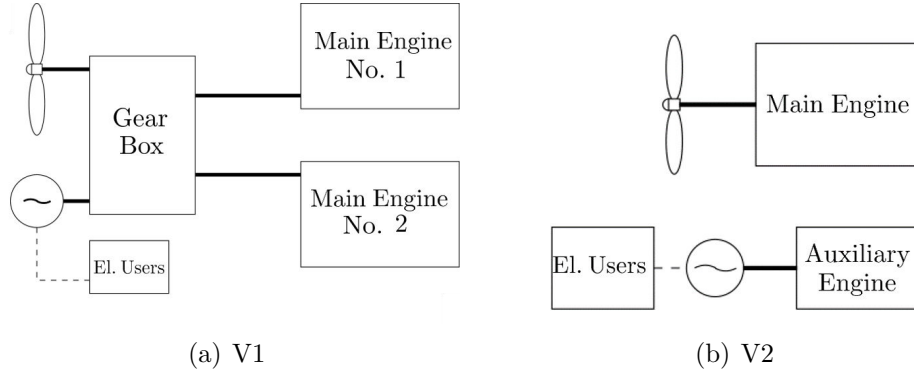 Main Engine
No. 1
Gear
Box
Main Engine
No. 2
El. Users
(a) V1
Main Engine
El. Users
Auxiliary
Engine
(b) V2